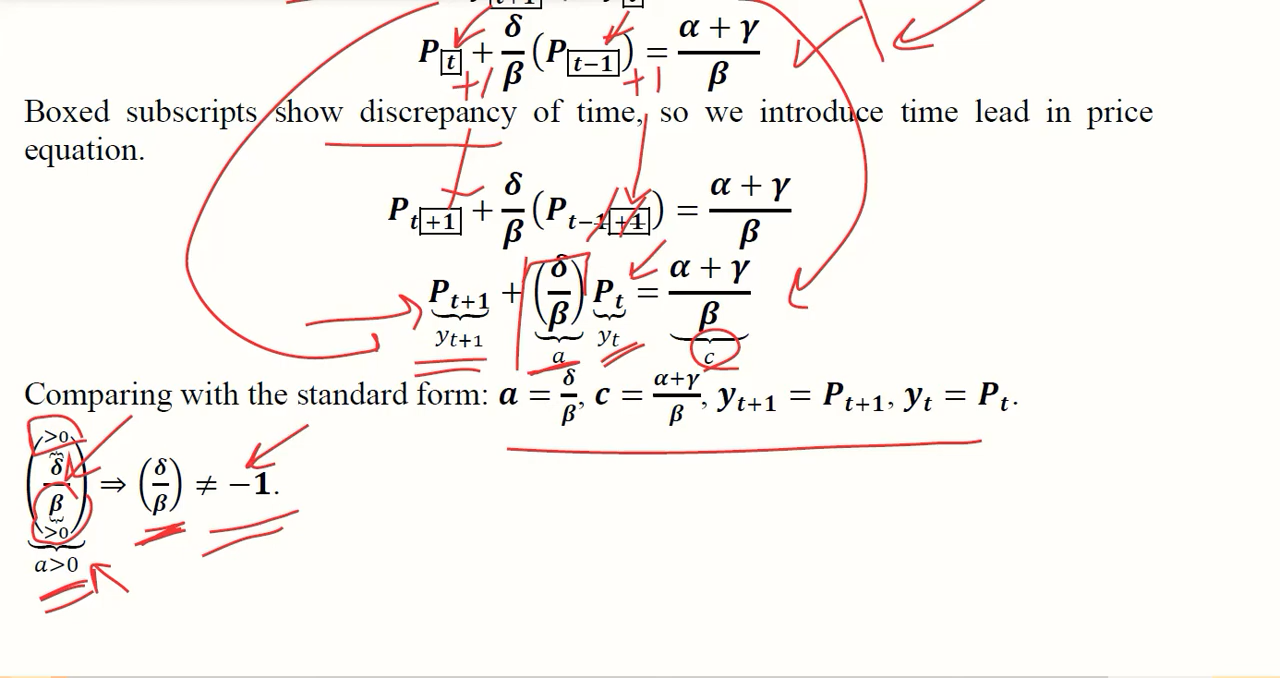 P_t + δ/β (P_{t−1}) = (α + γ)/β
+1 +1
Boxed subscripts show discrepancy of time, so we introduce time lead in price
equation.
P_{t+1} + δ/β (P_{t−1+1}) = (α + γ)/β
P_{t+1} + (δ/β) P_t = (α + γ)/β
y_{t+1} a y_t c
Comparing with the standard form: a = δ/β, c = (α+γ)/β, y_{t+1} = P_{t+1}, y_t = P_t.
(δ/β) ⇒ (δ/β) ≠ −1.
>0 >0
a>0